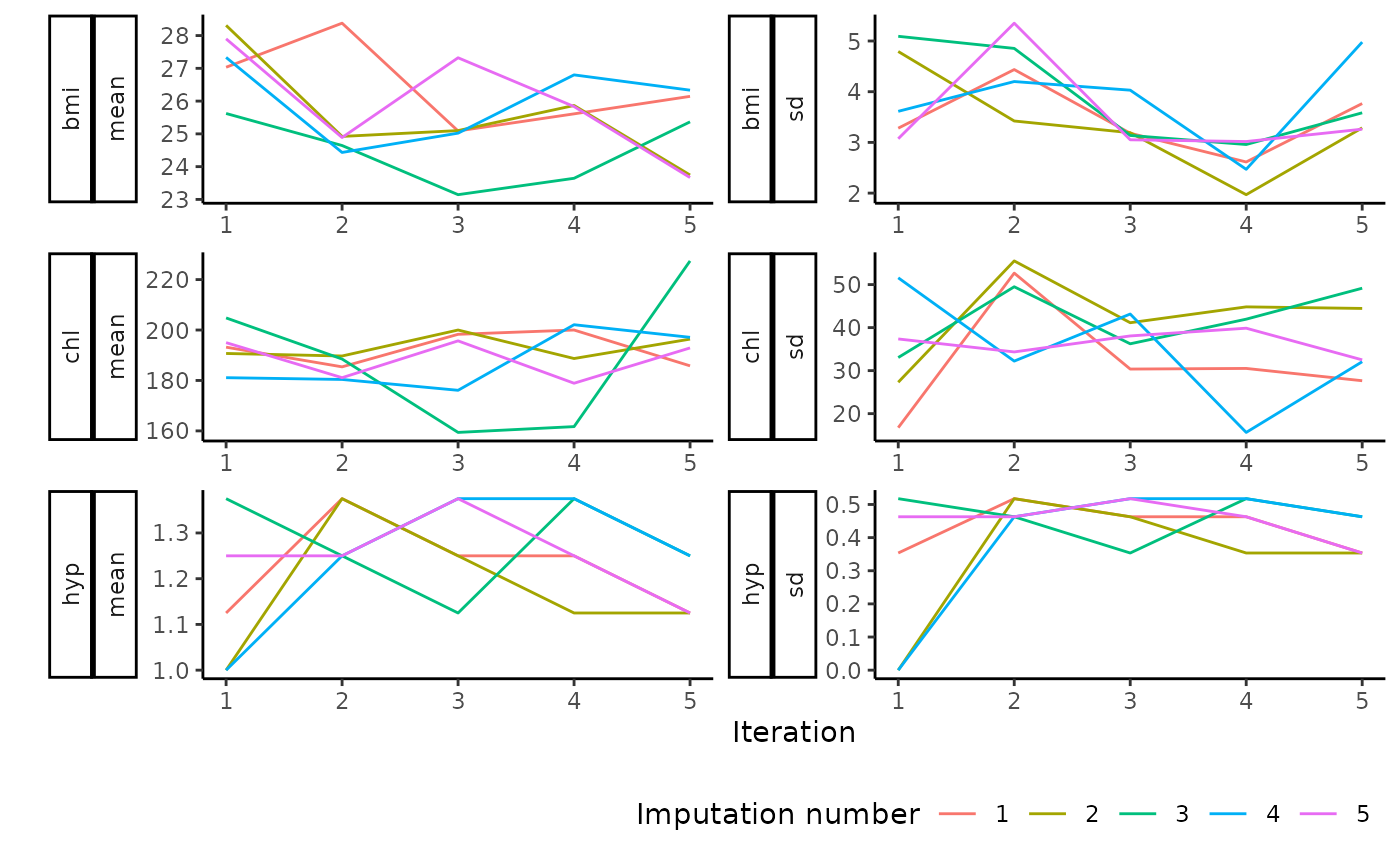 bmi mean
28
27
26
25
24
23
1 2 3 4 5
bmi sd
5
4
3
2
1 2 3 4 5
chl mean
220
200
180
160
1 2 3 4 5
chl sd
50
40
30
20
1 2 3 4 5
hyp mean
1.3
1.2
1.1
1.0
1 2 3 4 5
hyp sd
0.5
0.4
0.3
0.2
0.1
0.0
1 2 3 4 5
Iteration
Imputation number 1 2 3 4 5